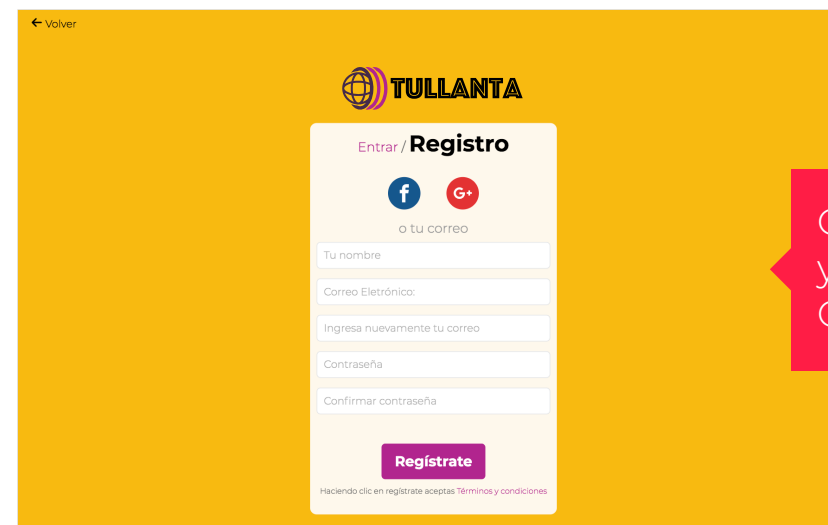 ← Volver
TULLANTA
Entrar / Registro
f G+
o tu correo
Tu nombre
Correo Eletrónico:
Ingresa nuevamente tu correo
Contraseña
Confirmar contraseña
Regístrate
Haciendo clic en regístrate aceptas Términos y condiciones
y